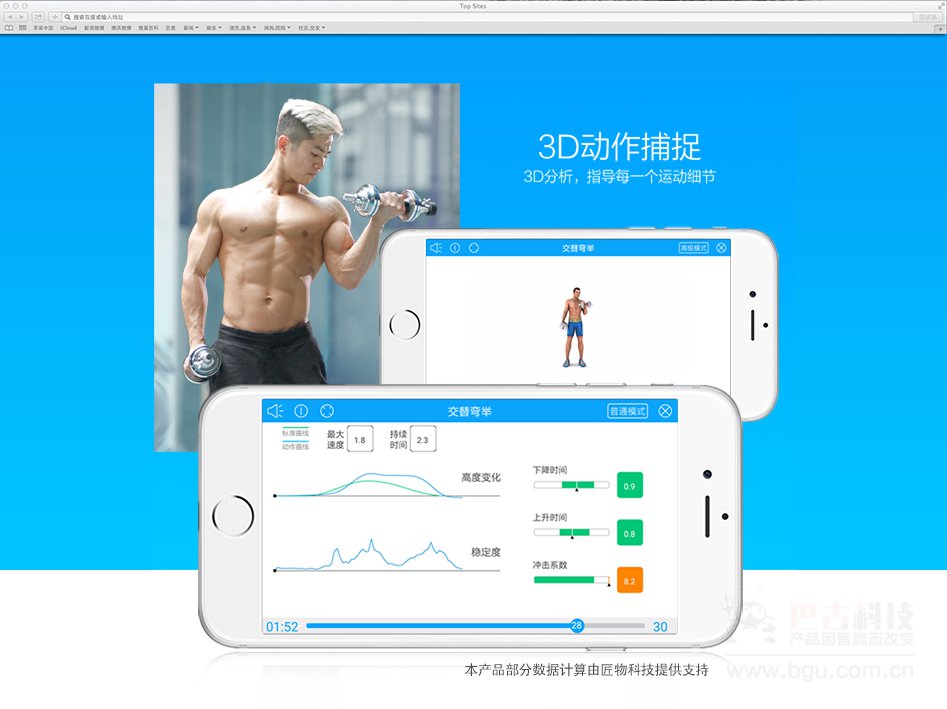 Top Sites
搜索百度或输入地址
阅读器
苹果中国 iCloud 新浪微博 腾讯微博 维基百科 百度 新闻 娱乐 便民.服务 网购.团购 社区.交友
3D动作捕捉
3D分析，指导每一个运动细节
交替弯举
高级模式
交替弯举
普通模式
标准曲线
动作曲线
最大速度
1.8
持续时间
2.3
高度变化
稳定度
下降时间
0.9
上升时间
0.8
冲击系数
8.2
01:52
28
30
巴古科技
产品因智能而改变
www.bgu.com.cn
本产品部分数据计算由匠物科技提供支持